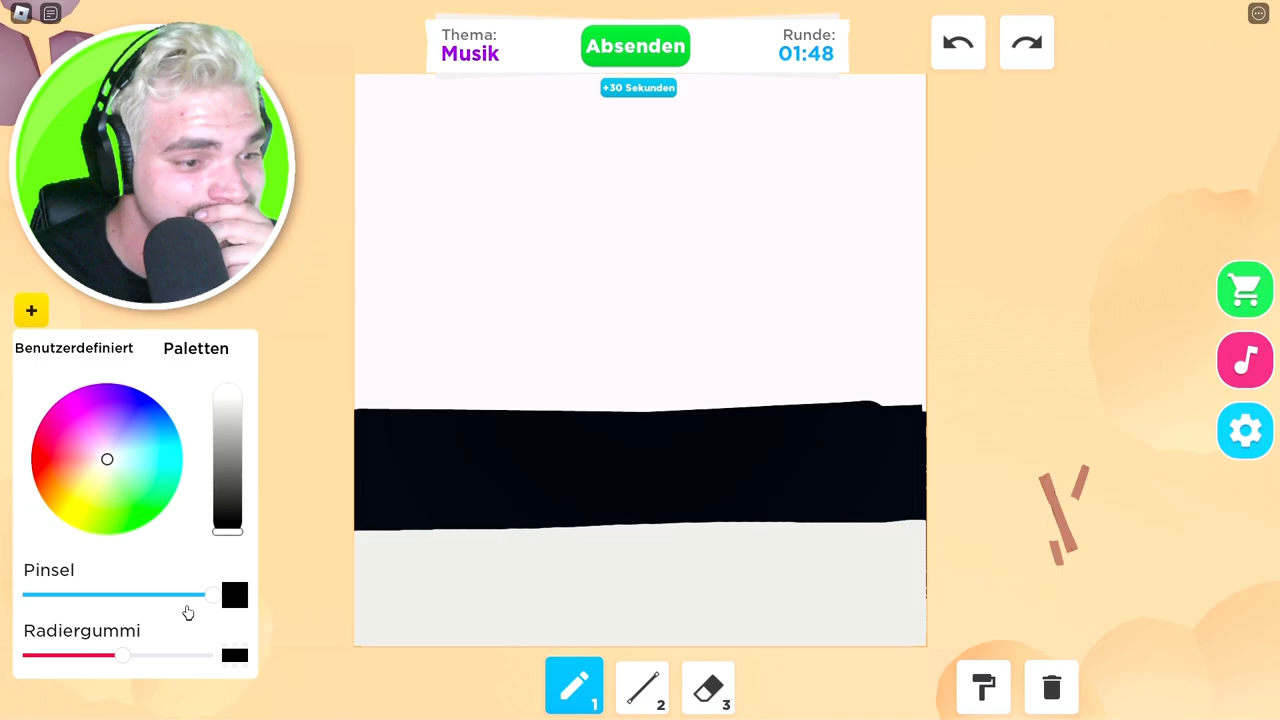 Thema:
Musik
Absenden
Runde:
01:48
+30 Sekunden
+
Benutzerdefiniert
Paletten
Pinsel
Radiergummi
1
2
3